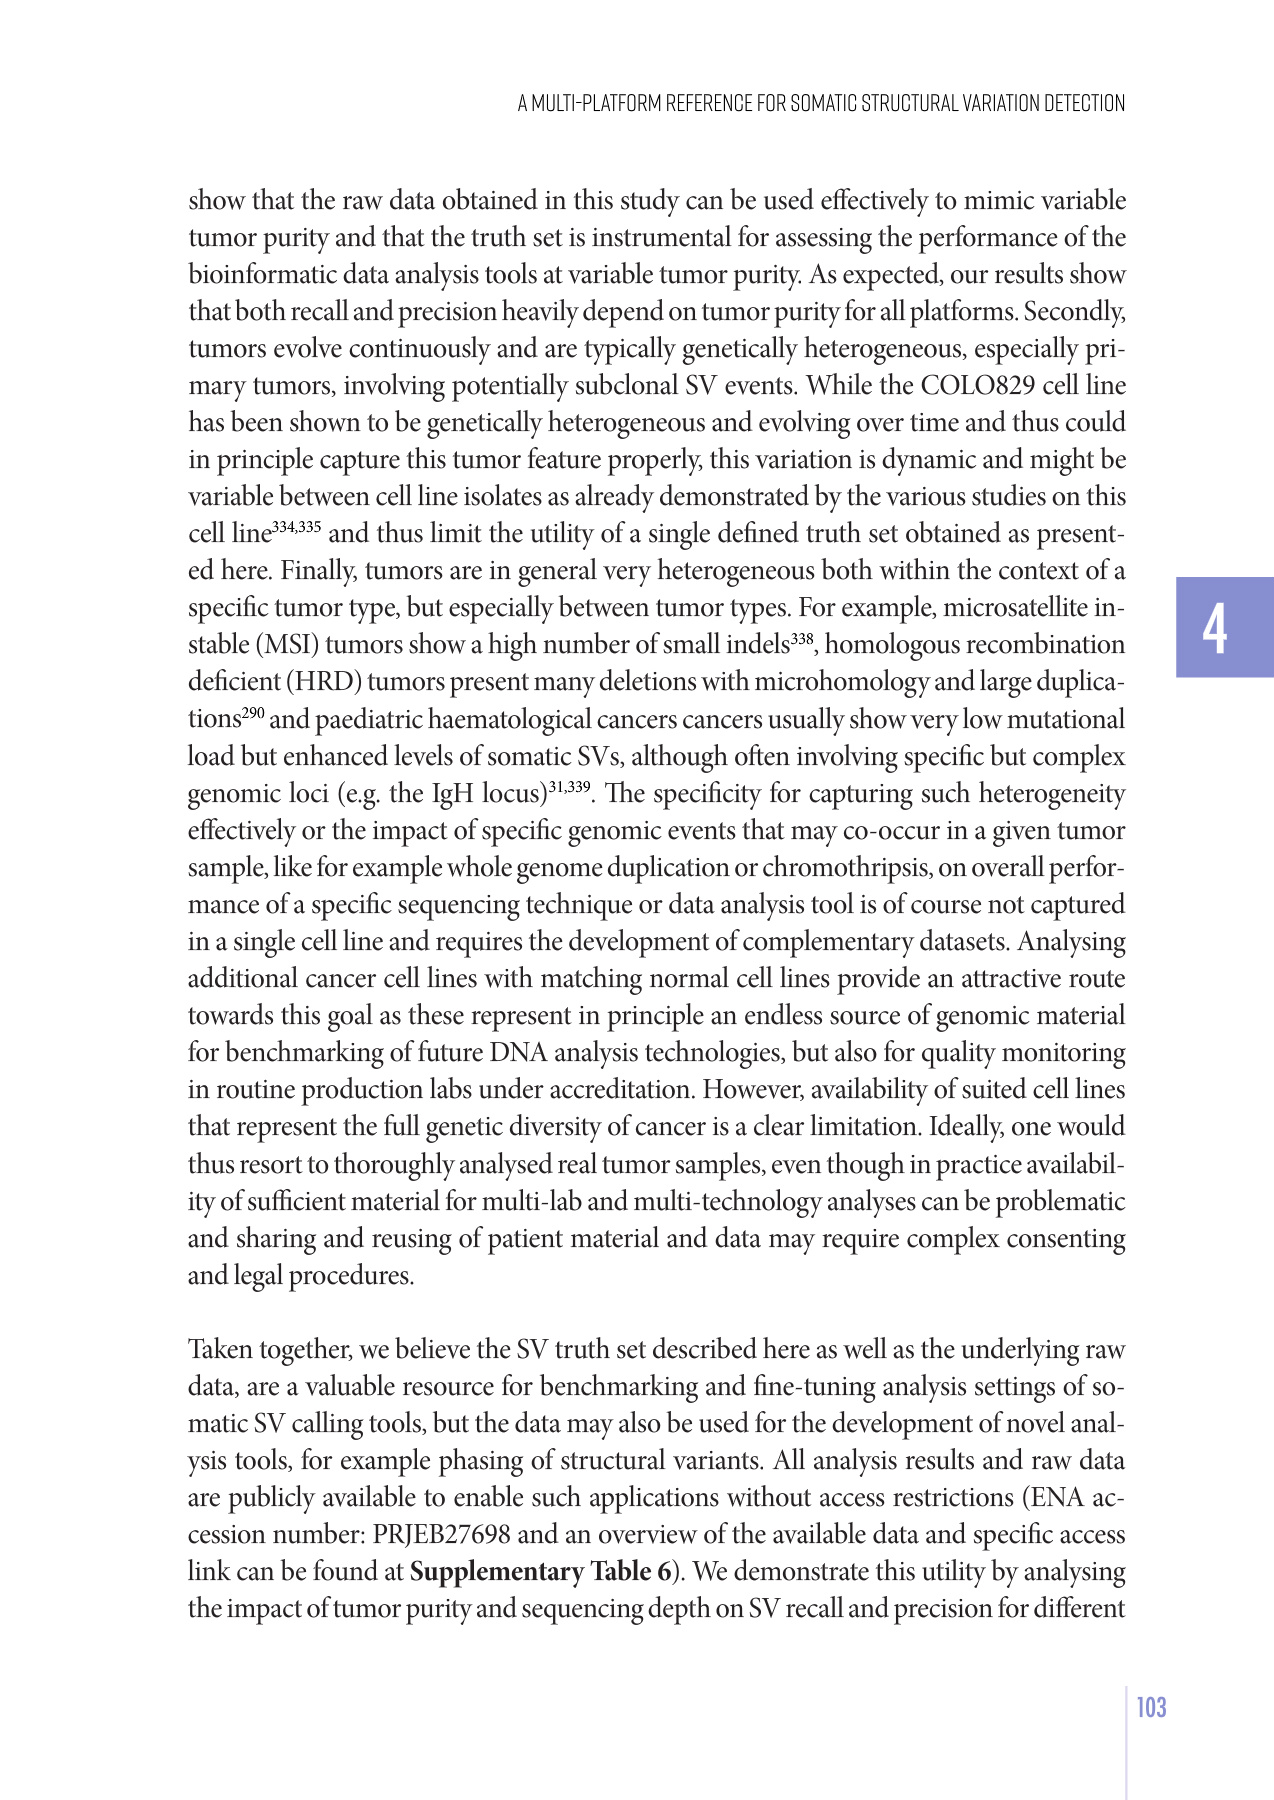 A MULTI-PLATFORM REFERENCE FOR SOMATIC STRUCTURAL VARIATION DETECTION
show that the raw data obtained in this study can be used effectively to mimic variable
tumor purity and that the truth set is instrumental for assessing the performance of the
bioinformatic data analysis tools at variable tumor purity. As expected, our results show
that both recall and precision heavily depend on tumor purity for all platforms. Secondly,
tumors evolve continuously and are typically genetically heterogeneous, especially pri-
mary tumors, involving potentially subclonal SV events. While the COLO829 cell line
has been shown to be genetically heterogeneous and evolving over time and thus could
in principle capture this tumor feature properly, this variation is dynamic and might be
variable between cell line isolates as already demonstrated by the various studies on this
cell line334,335 and thus limit the utility of a single defined truth set obtained as present-
ed here. Finally, tumors are in general very heterogeneous both within the context of a
specific tumor type, but especially between tumor types. For example, microsatellite in-
stable (MSI) tumors show a high number of small indels338, homologous recombination
deficient (HRD) tumors present many deletions with microhomology and large duplica-
tions290 and paediatric haematological cancers cancers usually show very low mutational
load but enhanced levels of somatic SVs, although often involving specific but complex
genomic loci (e.g. the IgH locus)31,339. The specificity for capturing such heterogeneity
effectively or the impact of specific genomic events that may co-occur in a given tumor
sample, like for example whole genome duplication or chromothripsis, on overall perfor-
mance of a specific sequencing technique or data analysis tool is of course not captured
in a single cell line and requires the development of complementary datasets. Analysing
additional cancer cell lines with matching normal cell lines provide an attractive route
towards this goal as these represent in principle an endless source of genomic material
for benchmarking of future DNA analysis technologies, but also for quality monitoring
in routine production labs under accreditation. However, availability of suited cell lines
that represent the full genetic diversity of cancer is a clear limitation. Ideally, one would
thus resort to thoroughly analysed real tumor samples, even though in practice availabil-
ity of sufficient material for multi-lab and multi-technology analyses can be problematic
and sharing and reusing of patient material and data may require complex consenting
and legal procedures.
Taken together, we believe the SV truth set described here as well as the underlying raw
data, are a valuable resource for benchmarking and fine-tuning analysis settings of so-
matic SV calling tools, but the data may also be used for the development of novel anal-
ysis tools, for example phasing of structural variants. All analysis results and raw data
are publicly available to enable such applications without access restrictions (ENA ac-
cession number: PRJEB27698 and an overview of the available data and specific access
link can be found at Supplementary Table 6). We demonstrate this utility by analysing
the impact of tumor purity and sequencing depth on SV recall and precision for different
4
103